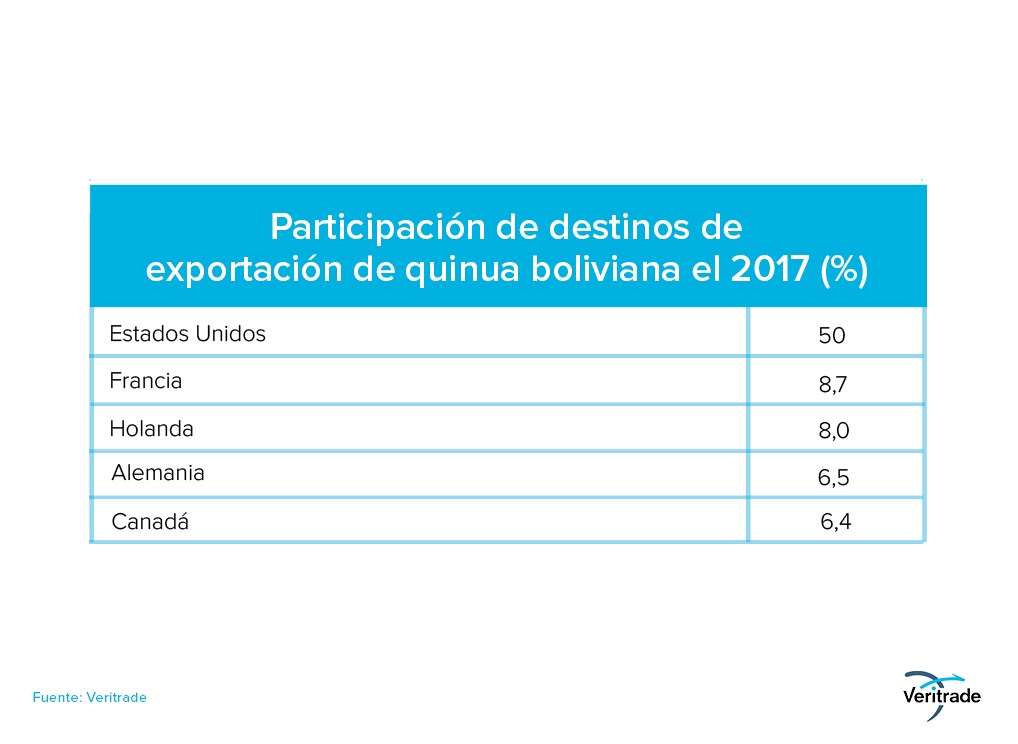 Participación de destinos de
exportación de quinua boliviana el 2017 (%)
Estados Unidos 50
Francia 8,7
Holanda 8,0
Alemania 6,5
Canadá 6,4
Fuente: Veritrade
Veritrade